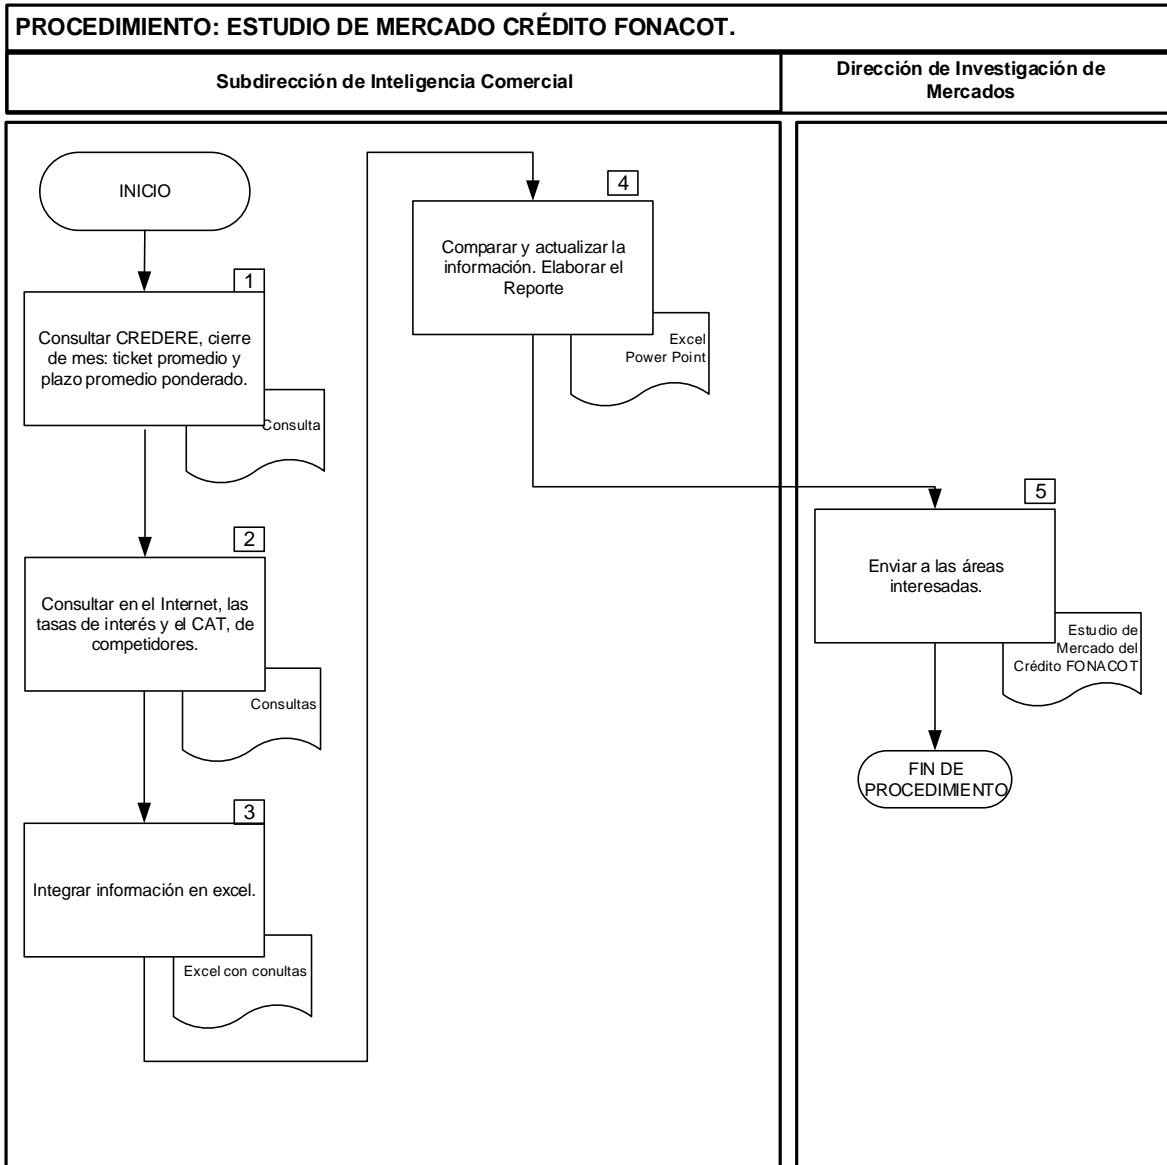 PROCEDIMIENTO: ESTUDIO DE MERCADO CRÉDITO FONACOT.
Subdirección de Inteligencia Comercial
Dirección de Investigación de
Mercados
INICIO
1
Consultar CREDERE, cierre
de mes: ticket promedio y
plazo promedio ponderado.
Consulta
2
Consultar en el Internet, las
tasas de interés y el CAT, de
competidores.
Consultas
3
Integrar información en excel.
Excel con conultas
4
Comparar y actualizar la
información. Elaborar el
Reporte
Excel
Power Point
5
Enviar a las áreas
interesadas.
Estudio de
Mercado del
Crédito FONACOT
FIN DE
PROCEDIMIENTO